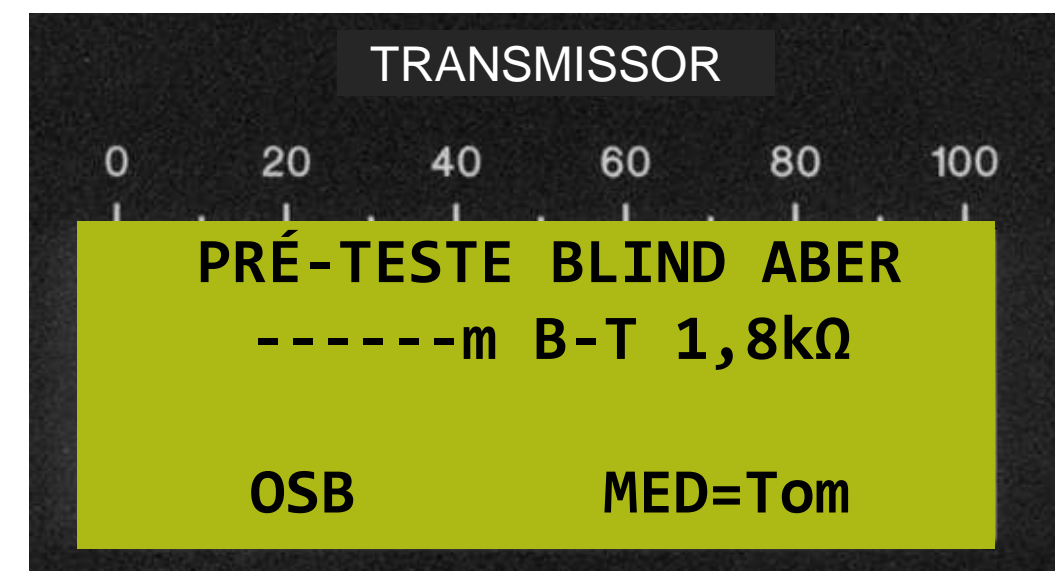 TRANSMISSOR
0 20 40 60 80 100
PRÉ-TESTE BLIND ABER
------m B-T 1,8kΩ
OSB MED=Tom